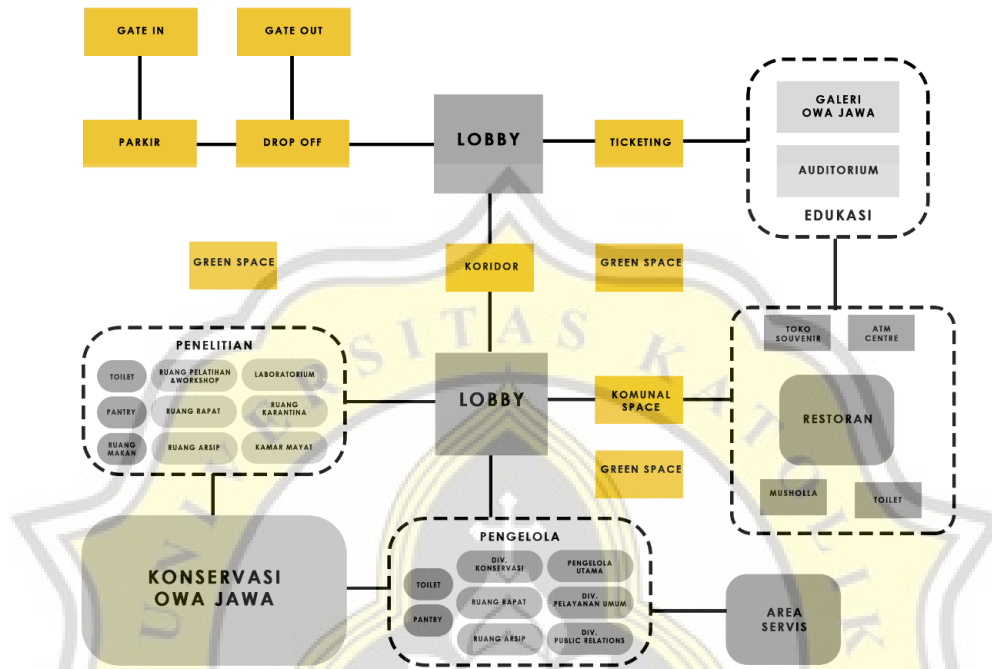 GATE IN
GATE OUT
PARKIR
DROP OFF
LOBBY
TICKETING
GALERI
OWA JAWA
AUDITORIUM
EDUKASI
GREEN SPACE
KORIDOR
GREEN SPACE
PENELITIAN
TOILET
RUANG PELATIHAN
&WORKSHOP
LABORATORIUM
PANTRY
RUANG RAPAT
RUANG
KARANTINA
RUANG
MAKAN
RUANG ARSIP
KAMAR MAYAT
LOBBY
KOMUNAL
SPACE
GREEN SPACE
TOKO
SOUVENIR
ATM
CENTRE
RESTORAN
MUSHOLLA
TOILET
KONSERVASI
OWA JAWA
PENGELOLA
TOILET
DIV.
KONSERVASI
PENGELOLA
UTAMA
PANTRY
RUANG RAPAT
DIV.
PELAYANAN UMUM
RUANG ARSIP
DIV.
PUBLIC RELATIONS
AREA
SERVIS
UNIVERSITAS KATOLIK